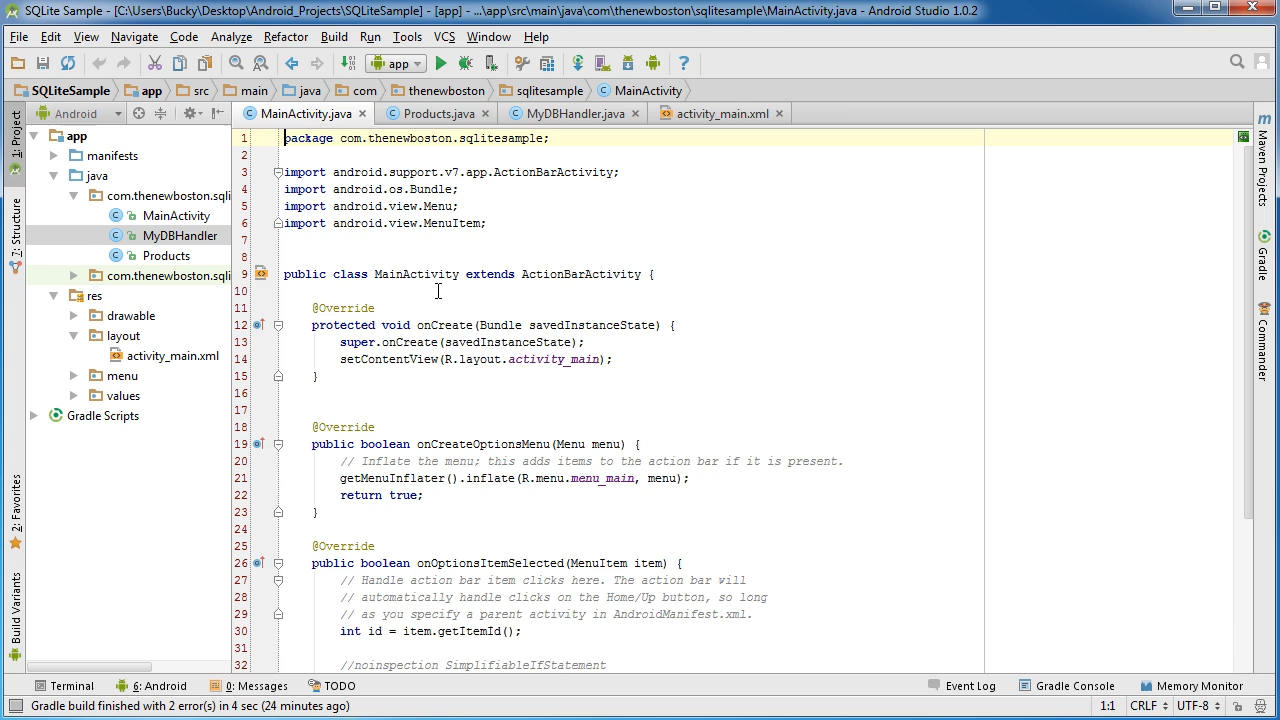 SQLite Sample - [C:\Users\Bucky\Desktop\Android_Projects\SQLiteSample] - [app] - ...\app\src\main\java\com\thenewboston\sqlitesample\MainActivity.java - Android Studio 1.0.2
File Edit View Navigate Code Analyze Refactor Build Run Tools VCS Window Help
app
SQLiteSample app src main java com thenewboston sqlitesample MainActivity
Android MainActivity.java Products.java MyDBHandler.java activity_main.xml
1: Project
7: Structure
2: Favorites
Build Variants
app
manifests
java
com.thenewboston.sqli
MainActivity
MyDBHandler
Products
com.thenewboston.sqli
res
drawable
layout
activity_main.xml
menu
values
Gradle Scripts
1 package com.thenewboston.sqlitesample;
2
3 import android.support.v7.app.ActionBarActivity;
4 import android.os.Bundle;
5 import android.view.Menu;
6 import android.view.MenuItem;
7
8
9 public class MainActivity extends ActionBarActivity {
10
11 @Override
12 protected void onCreate(Bundle savedInstanceState) {
13 super.onCreate(savedInstanceState);
14 setContentView(R.layout.activity_main);
15 }
16
17
18 @Override
19 public boolean onCreateOptionsMenu(Menu menu) {
20 // Inflate the menu; this adds items to the action bar if it is present.
21 getMenuInflater().inflate(R.menu.menu_main, menu);
22 return true;
23 }
24
25 @Override
26 public boolean onOptionsItemSelected(MenuItem item) {
27 // Handle action bar item clicks here. The action bar will
28 // automatically handle clicks on the Home/Up button, so long
29 // as you specify a parent activity in AndroidManifest.xml.
30 int id = item.getItemId();
31
32 //noinspection SimplifiableIfStatement
m
Maven Projects
Gradle
Commander
Terminal 6: Android 0: Messages TODO Event Log Gradle Console Memory Monitor
Gradle build finished with 2 error(s) in 4 sec (24 minutes ago) 1:1 CRLF UTF-8